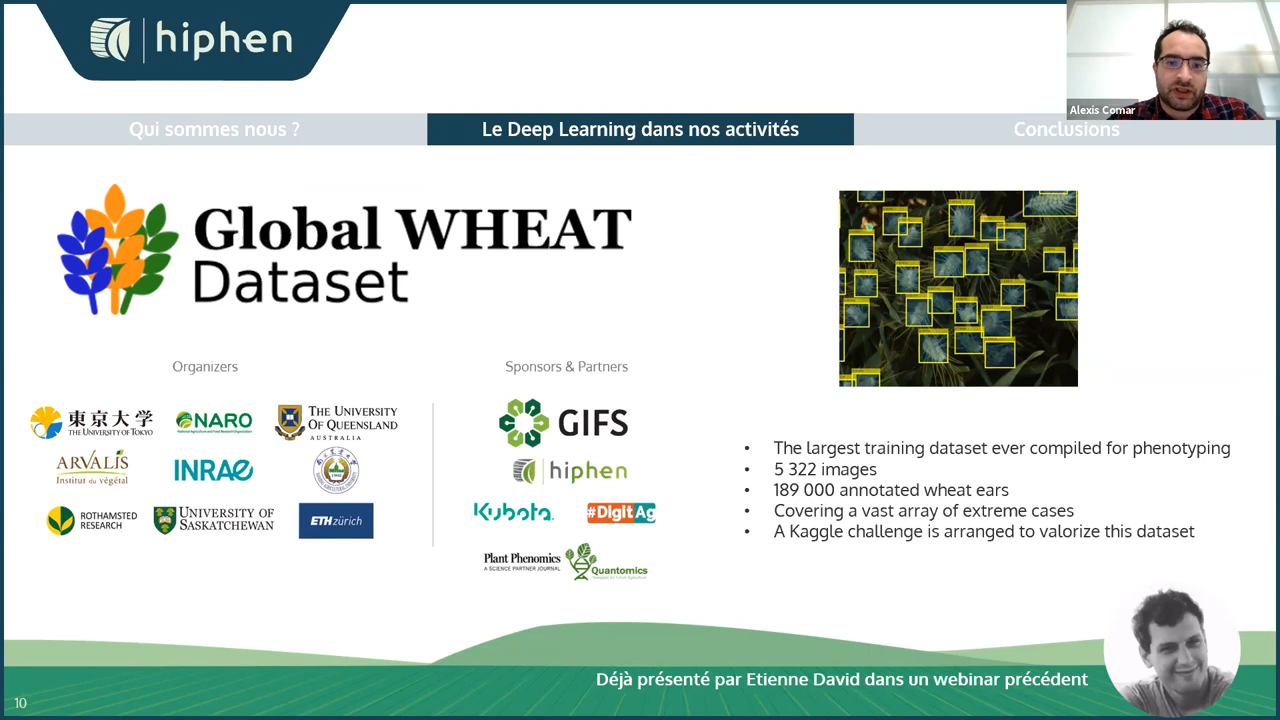 hiphen
Alexis Comar
Qui sommes nous ?
Le Deep Learning dans nos activités
Conclusions
Global WHEAT
Dataset
Organizers
Sponsors & Partners
東京大学
THE UNIVERSITY OF TOKYO
NARO
THE UNIVERSITY
OF QUEENSLAND
AUSTRALIA
ARVALIS
Institut du végétal
INRAE
ROTHAMSTED
RESEARCH
UNIVERSITY OF
SASKATCHEWAN
ETH zürich
GIFS
hiphen
Kubota
#DigitAg
Plant Phenomics
A SCIENCE PARTNER JOURNAL
Quantomics
• The largest training dataset ever compiled for phenotyping
• 5 322 images
• 189 000 annotated wheat ears
• Covering a vast array of extreme cases
• A Kaggle challenge is arranged to valorize this dataset
Déjà présenté par Etienne David dans un webinar précédent
10